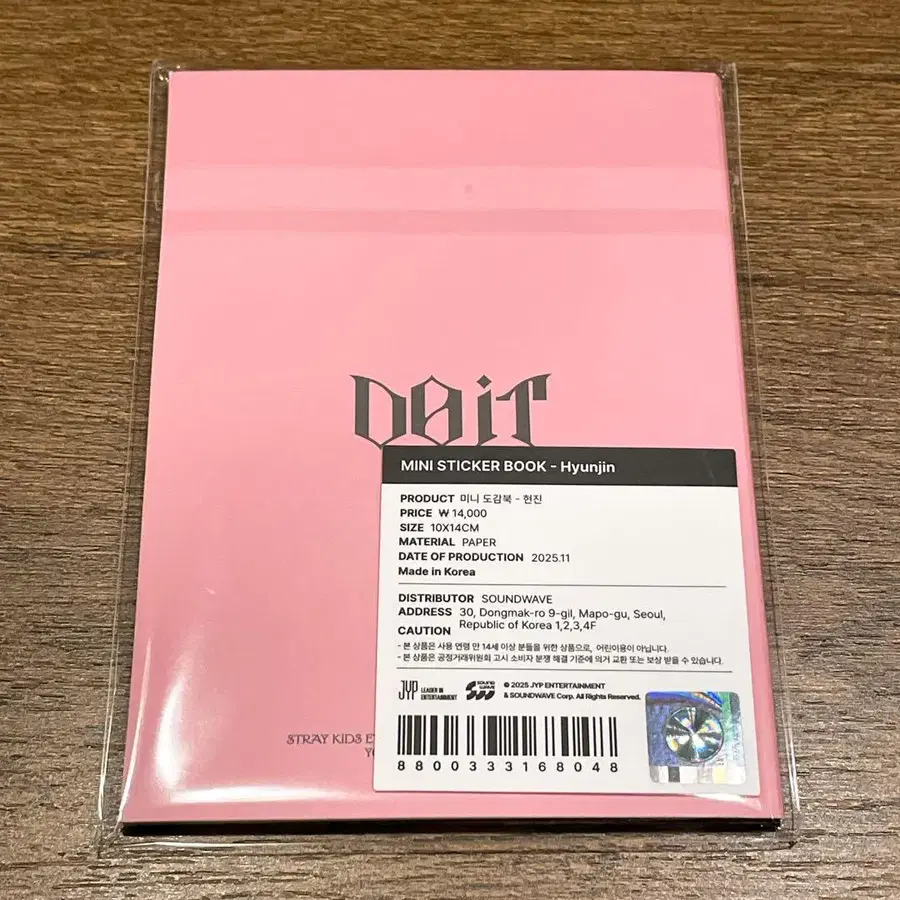 DO iT
MINI STICKER BOOK - Hyunjin
PRODUCT 미니 도감북 - 현진
PRICE ₩ 14,000
SIZE 10X14CM
MATERIAL PAPER
DATE OF PRODUCTION 2025.11
Made in Korea
DISTRIBUTOR SOUNDWAVE
ADDRESS 30, Dongmak-ro 9-gil, Mapo-gu, Seoul,
Republic of Korea 1,2,3,4F
CAUTION
- 본 상품은 사용 연령 만 14세 이상 분들을 위한 상품으로, 어린이용이 아닙니다.
- 본 상품은 공정거래위원회 고시 소비자 분쟁 해결 기준에 의거 교환 또는 보상 받을 수 있습니다.
JYP LEADER IN
ENTERTAINMENT
SOUND
WAVE
© 2025 JYP ENTERTAINMENT
& SOUNDWAVE Corp. All Rights Reserved.
STRAY KIDS
8800333168048